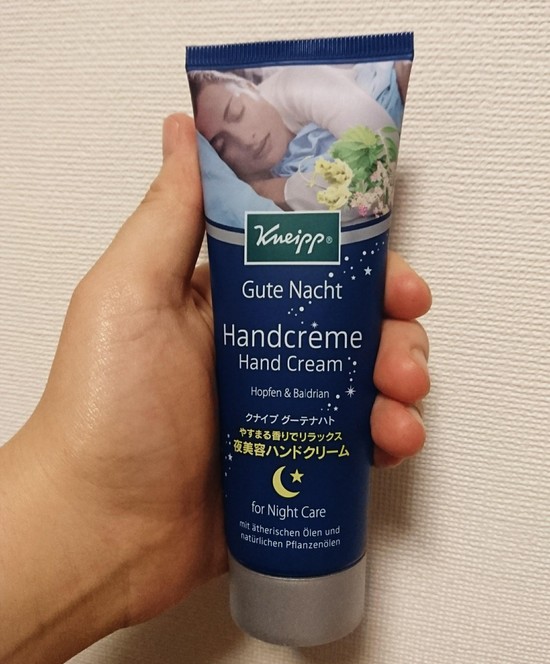 Kneipp®
Gute Nacht
Handcreme
Hand Cream
Hopfen & Baldrian
クナイプ グーテナハト
やすまる香りでリラックス
夜美容ハンドクリーム
for Night Care
mit ätherischen Ölen und
natürlichen Pflanzenölen